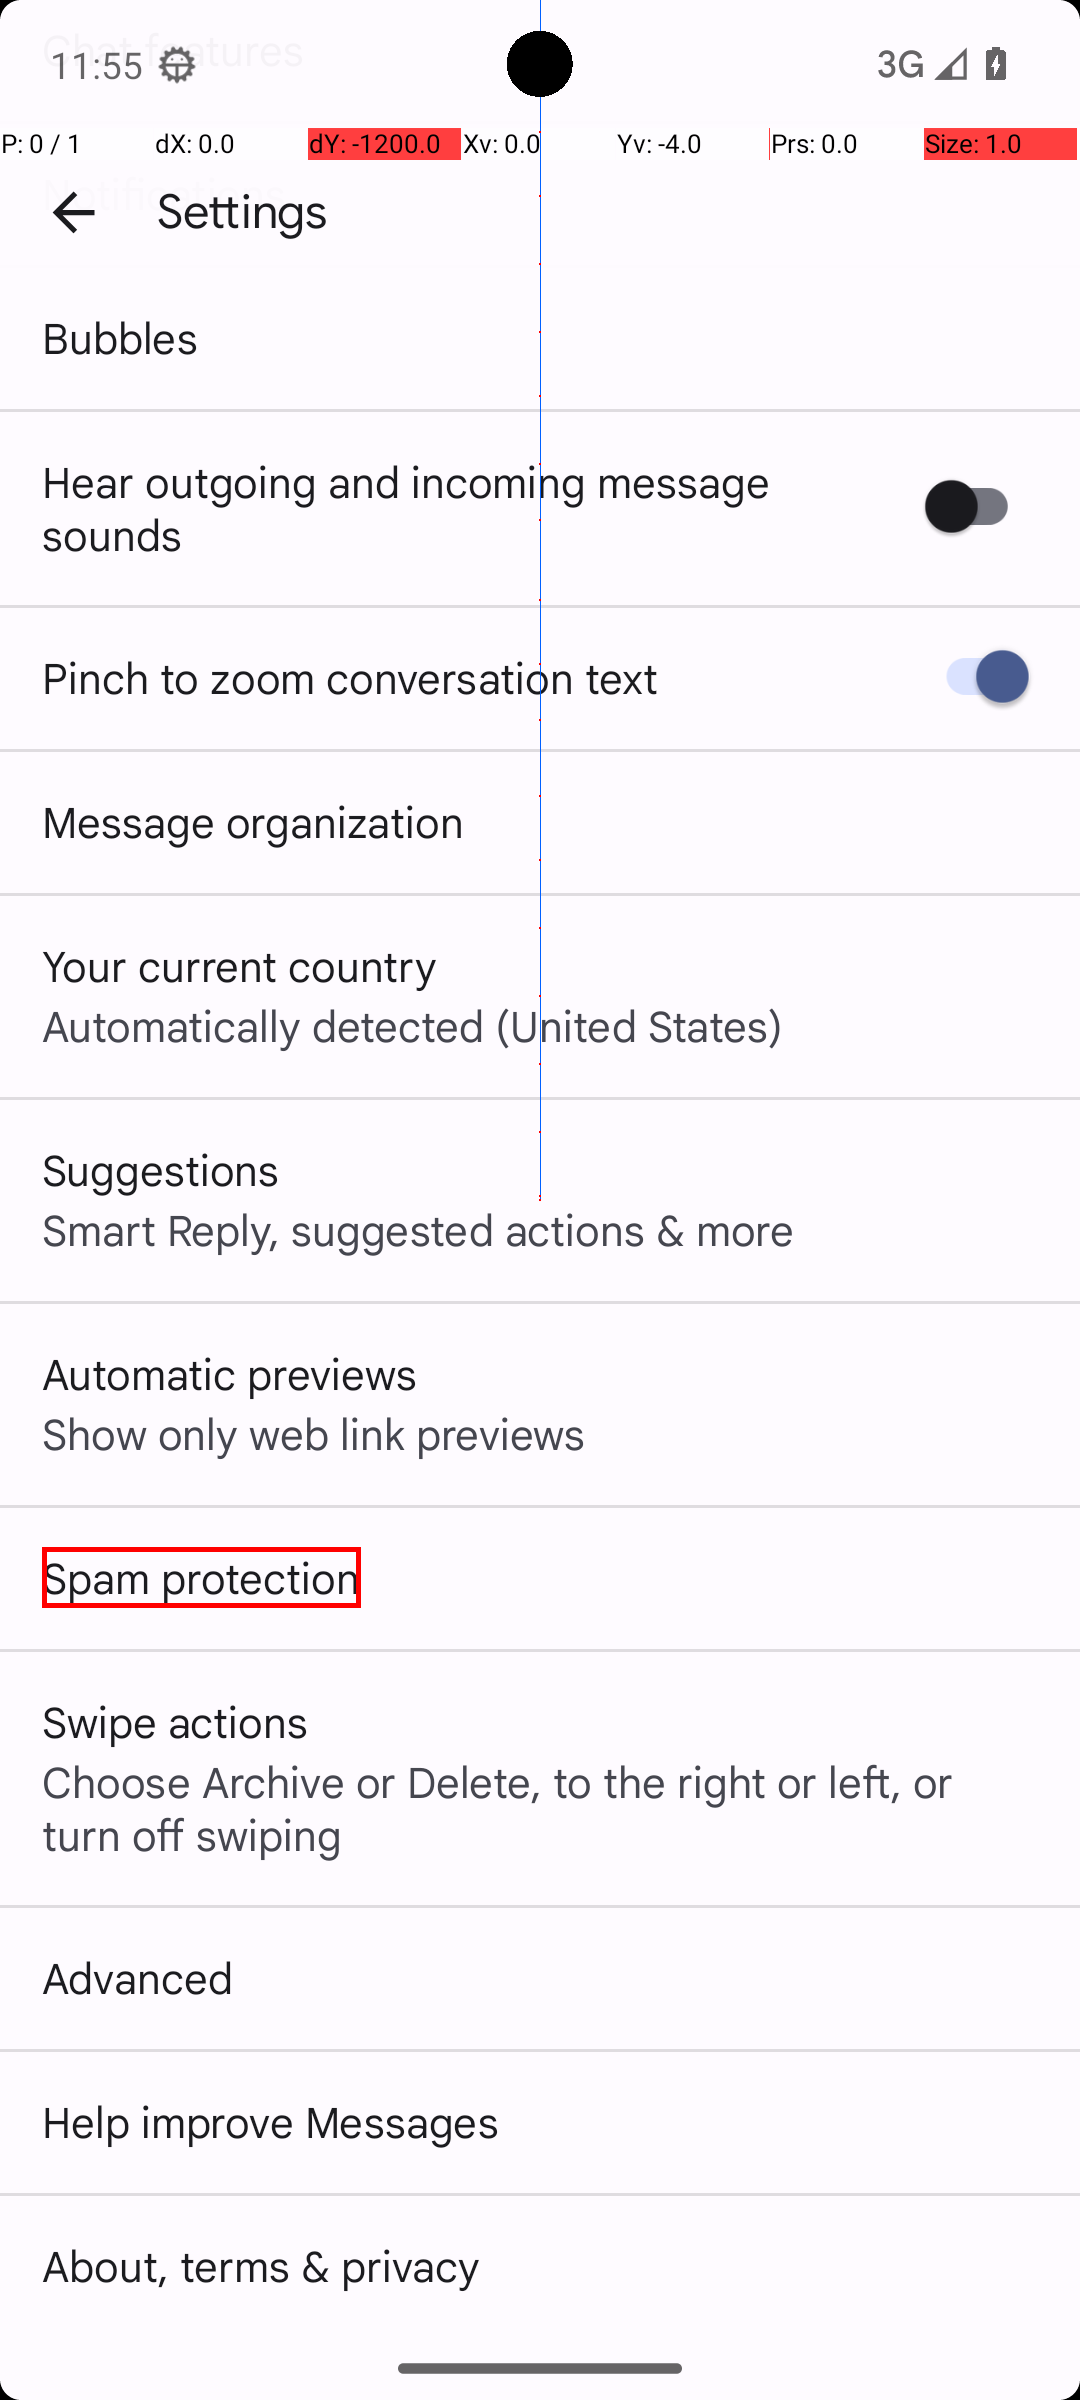 Chat features
11:55
3G
P: 0 / 1 dX: 0.0 dY: -1200.0 Xv: 0.0 Yv: -4.0 Prs: 0.0 Size: 1.0
Notifications
Settings
Bubbles
Hear outgoing and incoming message
sounds
Pinch to zoom conversation text
Message organization
Your current country
Automatically detected (United States)
Suggestions
Smart Reply, suggested actions & more
Automatic previews
Show only web link previews
Spam protection
Swipe actions
Choose Archive or Delete, to the right or left, or
turn off swiping
Advanced
Help improve Messages
About, terms & privacy